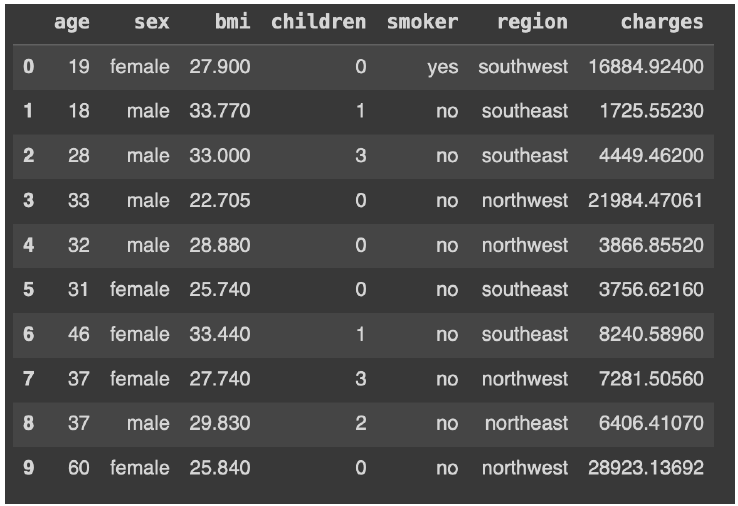 age sex bmi children smoker region charges
0 19 female 27.900 0 yes southwest 16884.92400
1 18 male 33.770 1 no southeast 1725.55230
2 28 male 33.000 3 no southeast 4449.46200
3 33 male 22.705 0 no northwest 21984.47061
4 32 male 28.880 0 no northwest 3866.85520
5 31 female 25.740 0 no southeast 3756.62160
6 46 female 33.440 1 no southeast 8240.58960
7 37 female 27.740 3 no northwest 7281.50560
8 37 male 29.830 2 no northeast 6406.41070
9 60 female 25.840 0 no northwest 28923.13692